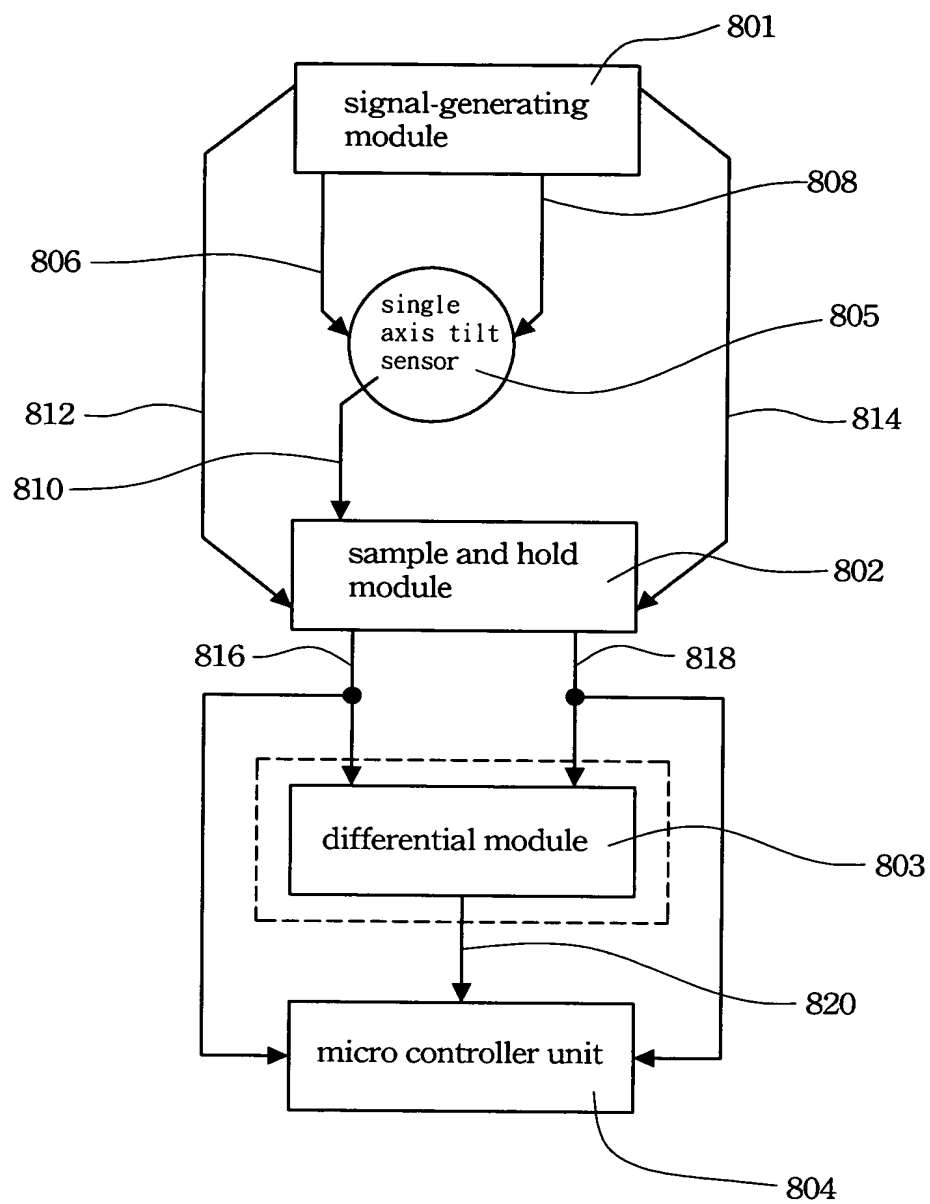 801
signal-generating
module
808
806
single
axis tilt
sensor
805
812
814
810
sample and hold
module
802
816
818
differential module
803
820
micro controller unit
804